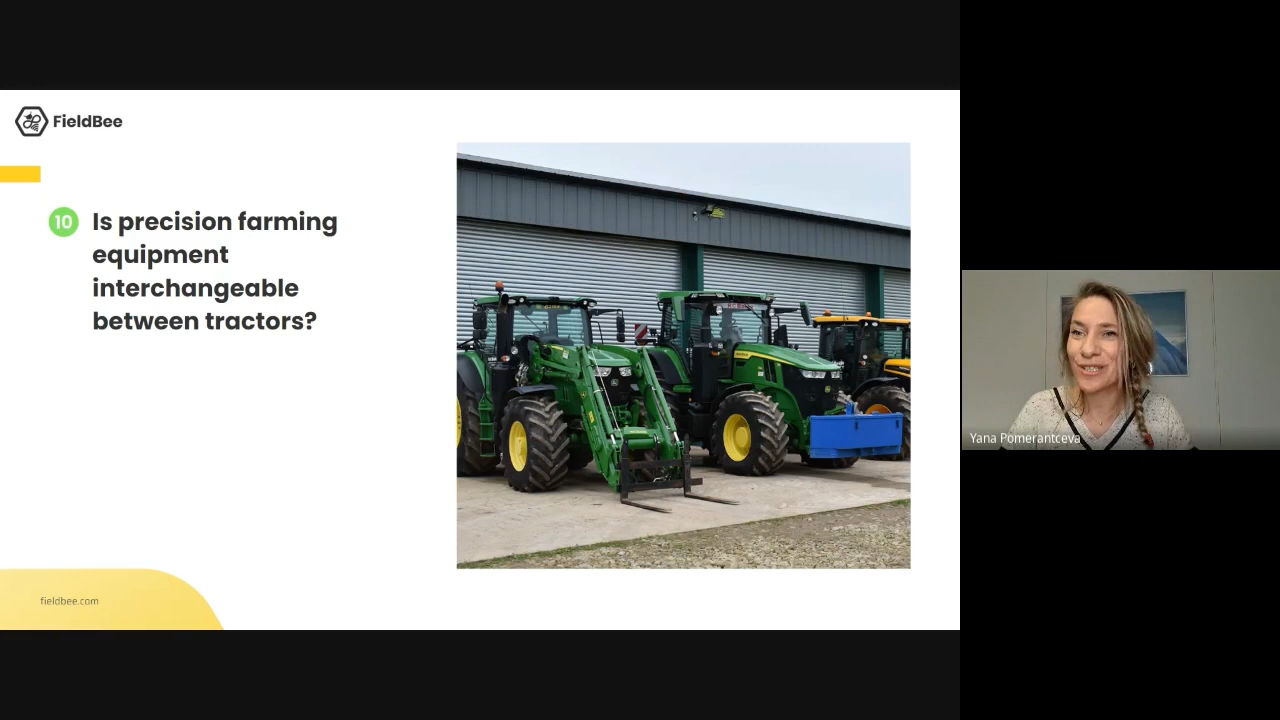 FieldBee
10 Is precision farming
equipment
interchangeable
between tractors?
fieldbee.com
Yana Pomerantceva